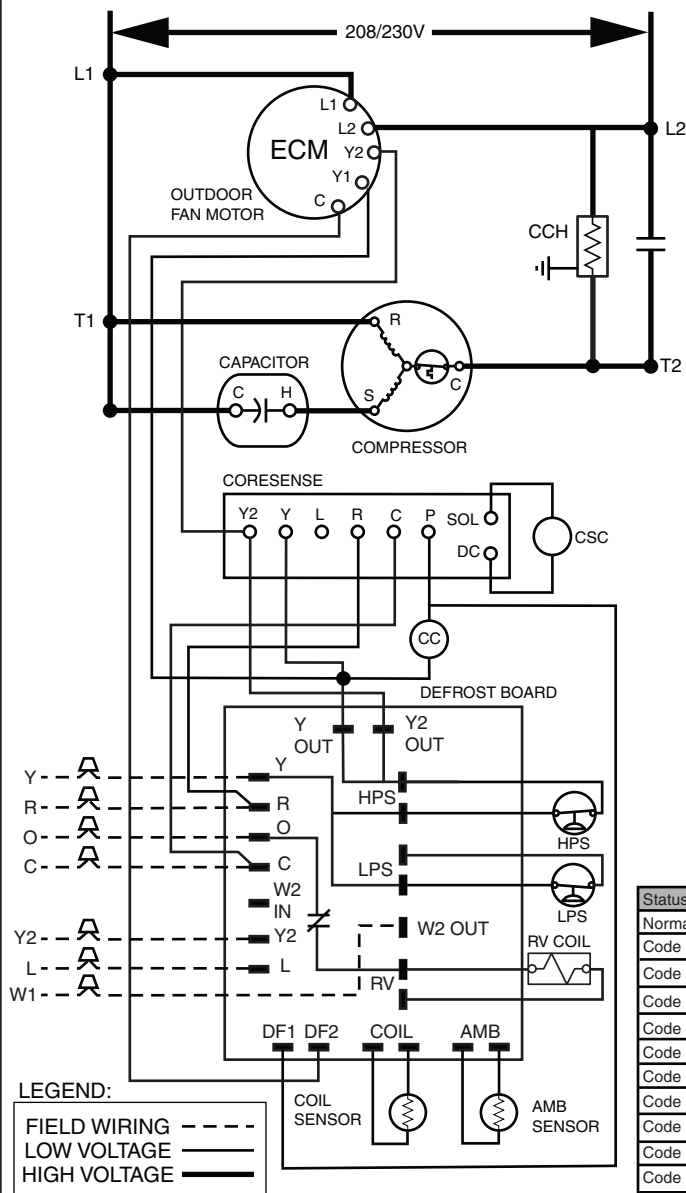 208/230V
L1
L1
L2
L2
ECM
Y2
Y1
C
OUTDOOR
FAN MOTOR
CCH
T1
R
CAPACITOR
C H
S
C
T2
COMPRESSOR
CORESENSE
Y2 Y L R C P
SOL
DC
CSC
CC
DEFROST BOARD
Y
OUT
Y2
OUT
Y
Y
HPS
R
R
O
O
HPS
C
C
LPS
W2
IN
LPS
W2 OUT
Y2
Y2
RV COIL
L
L
RV
W1
DF1 DF2 COIL AMB
COIL
SENSOR
AMB
SENSOR
LEGEND:
FIELD WIRING
LOW VOLTAGE
HIGH VOLTAGE
Status
Code
Code
Code
Code
Code
Code
Code
Code
Code
Code